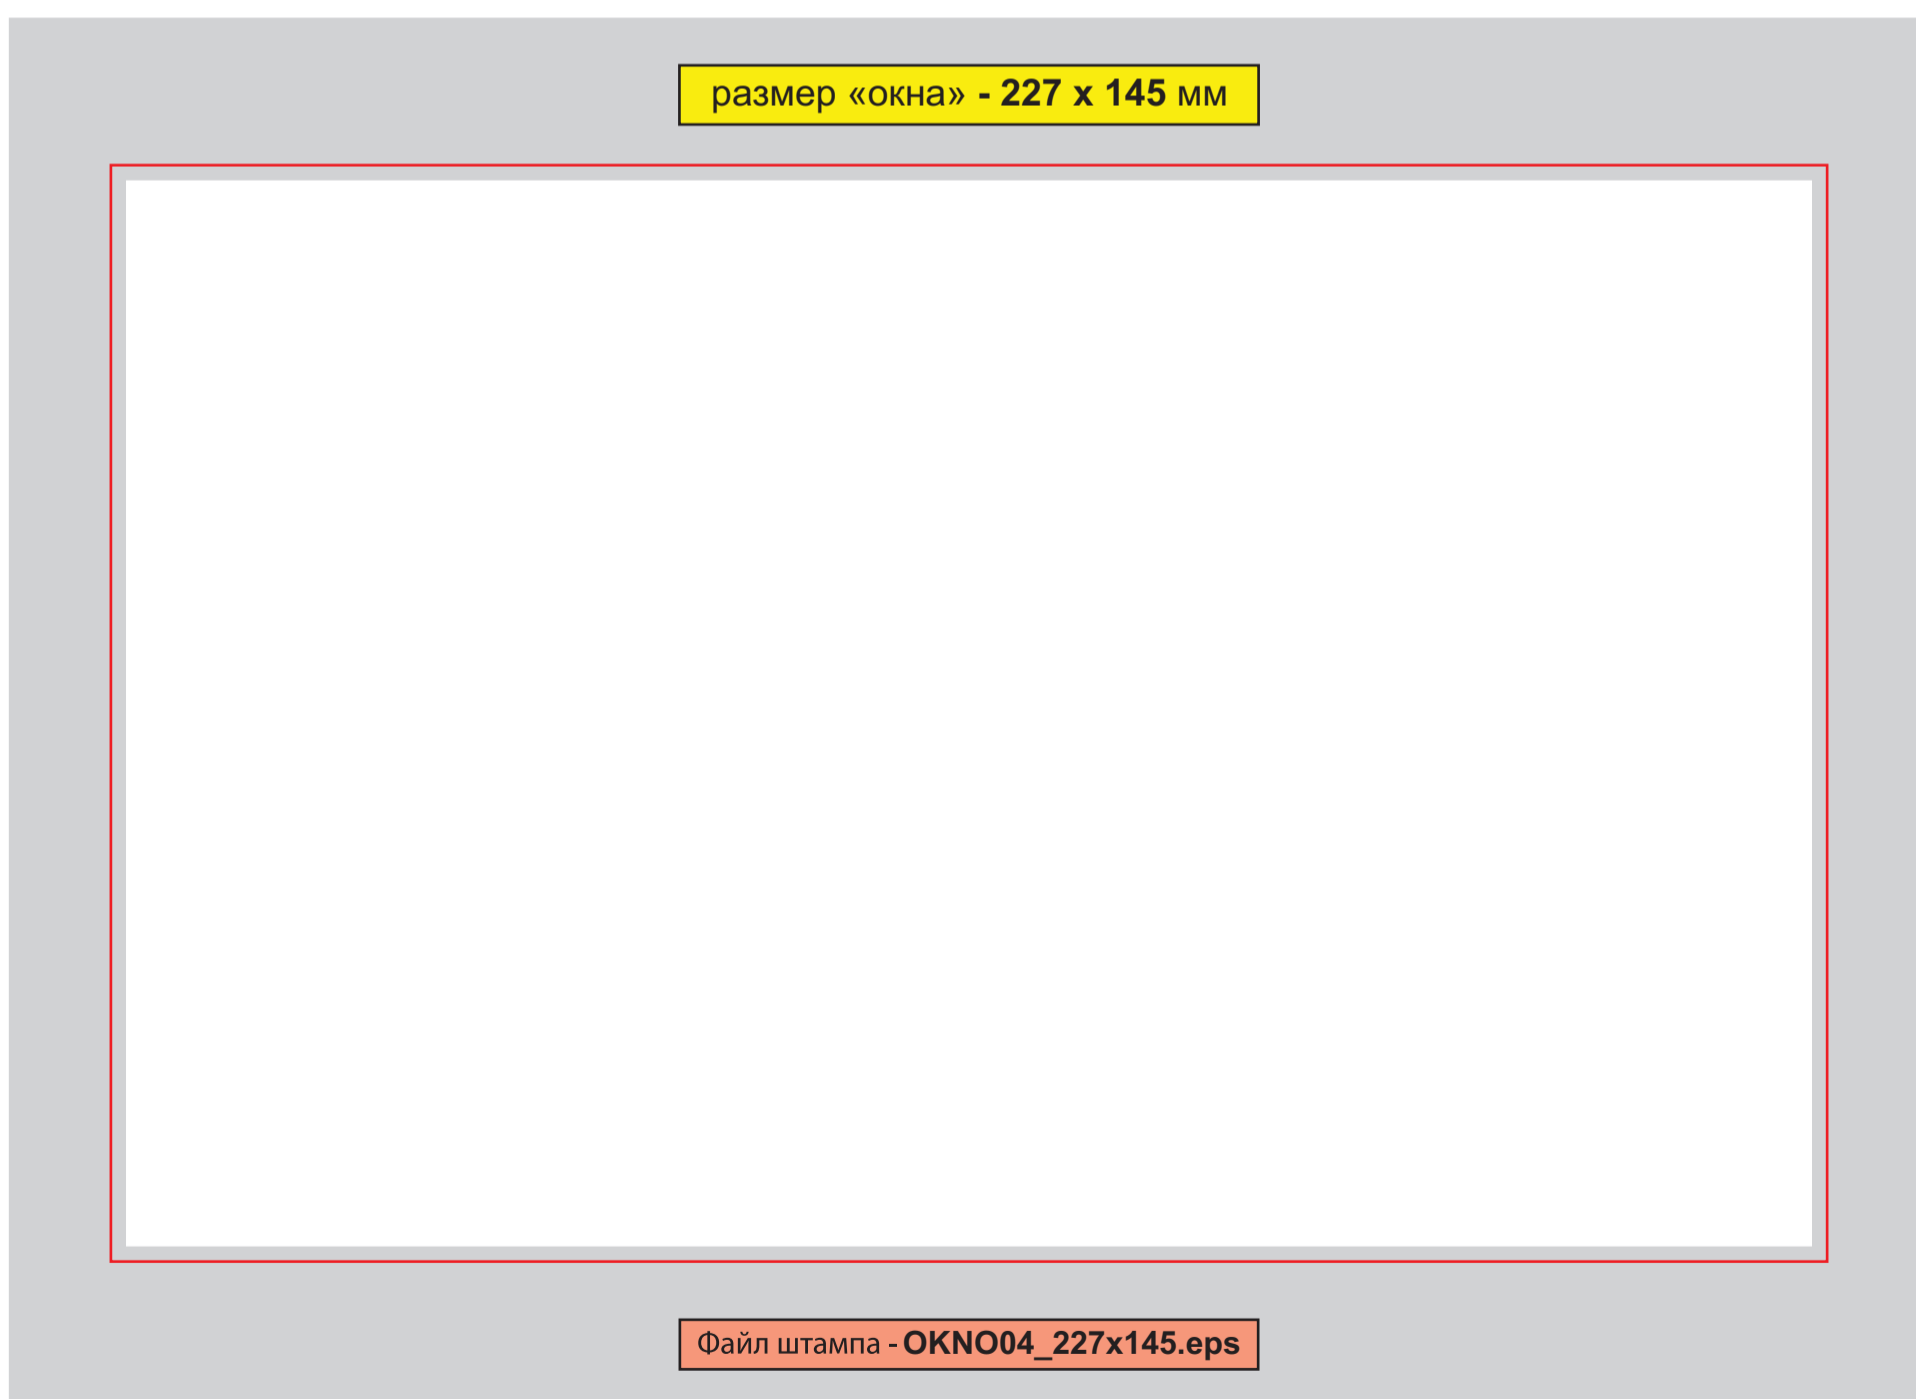 размер «окна» - 227 x 145 мм
Файл штампа - OKNO04_227x145.eps